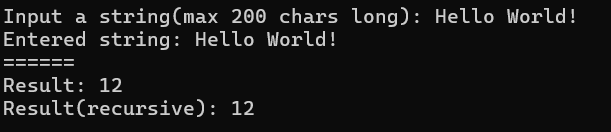 Input a string(max 200 chars long): Hello World!
Entered string: Hello World!
======
Result: 12
Result(recursive): 12